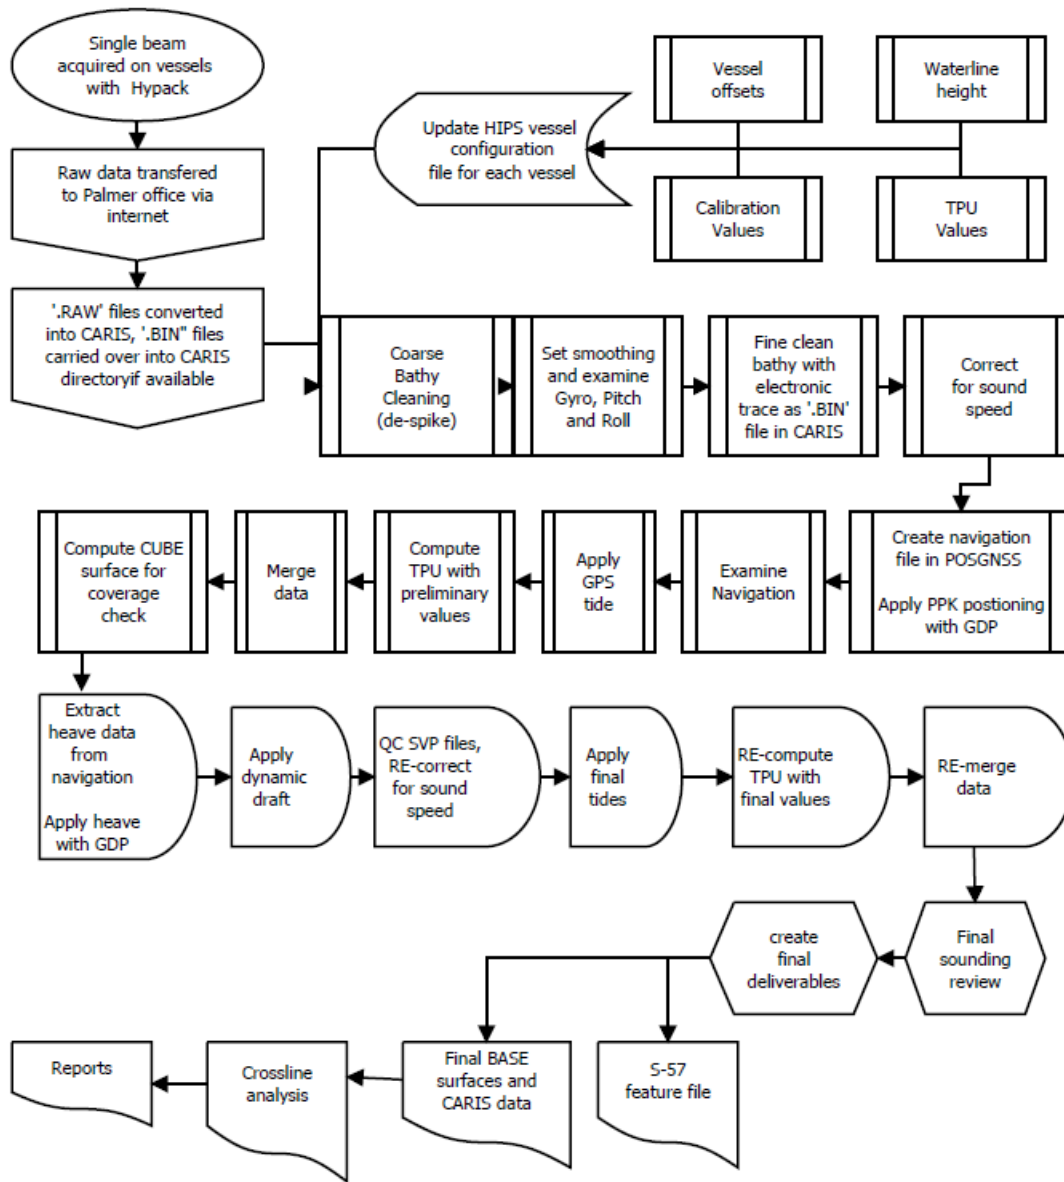 Single beam
acquired on vessels
with Hypack
Vessel
offsets
Waterline
height
Update HIPS vessel
configuration
file for each vessel
Raw data transfered
to Palmer office via
internet
Calibration
Values
TPU
Values
'.RAW' files converted
into CARIS, '.BIN" files
carried over into CARIS
directoryif available
Coarse
Bathy
Cleaning
(de-spike)
Set smoothing
and examine
Gyro, Pitch
and Roll
Fine clean
bathy with
electronic
trace as '.BIN'
file in CARIS
Correct
for sound
speed
Create navigation
file in POSGNSS
Apply PPK postioning
with GDP
Examine
Navigation
Apply
GPS
tide
Compute
TPU with
preliminary
values
Merge
data
Compute CUBE
surface for
coverage
check
Extract
heave data
from
navigation
Apply heave
with GDP
Apply
dynamic
draft
QC SVP files,
RE-correct
for sound
speed
Apply
final
tides
RE-compute
TPU with
final values
RE-merge
data
Final
sounding
review
create
final
deliverables
S-57
feature file
Final BASE
surfaces and
CARIS data
Crossline
analysis
Reports